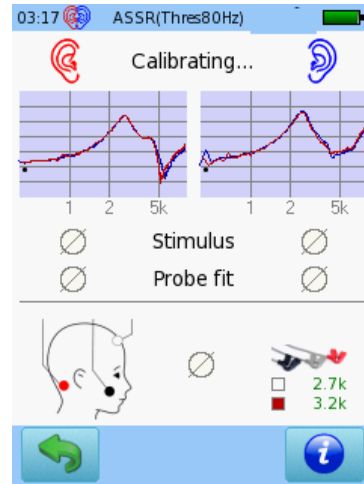 03:17 ASSR(Thres80Hz)
Calibrating...
1 2 5k 1 2 5k
Stimulus
Probe fit
2.7k
3.2k
i